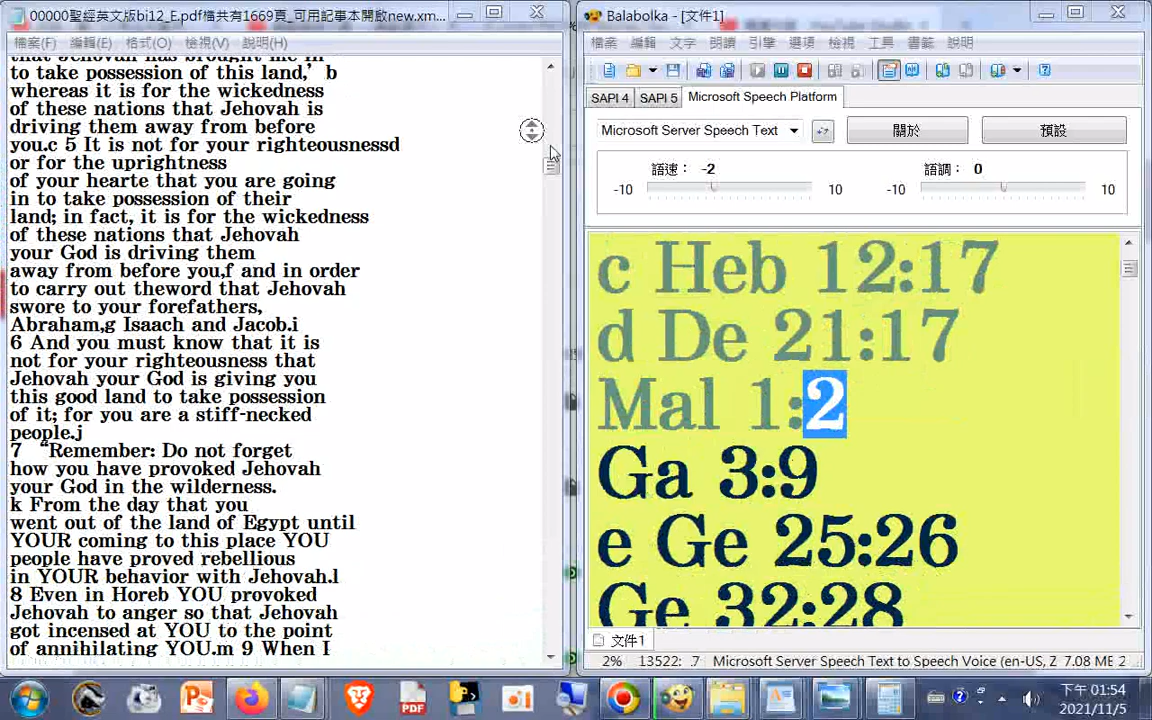 00000聖經英文版bi12_E.pdf檔共有1669頁_可用記事本開啟new.xm...
檔案(F) 編輯(E) 格式(O) 檢視(V) 說明(H)
that Jehovah has brought me in
to take possession of this land,’ b
whereas it is for the wickedness
of these nations that Jehovah is
driving them away from before
you.c 5 It is not for your righteousnessd
or for the uprightness
of your hearte that you are going
in to take possession of their
land; in fact, it is for the wickedness
of these nations that Jehovah
your God is driving them
away from before you,f and in order
to carry out theword that Jehovah
swore to your forefathers,
Abraham,g Isaach and Jacob.i
6 And you must know that it is
not for your righteousness that
Jehovah your God is giving you
this good land to take possession
of it; for you are a stiff-necked
people.j
7 “Remember: Do not forget
how you have provoked Jehovah
your God in the wilderness.
k From the day that you
went out of the land of Egypt until
YOUR coming to this place YOU
people have proved rebellious
in YOUR behavior with Jehovah.l
8 Even in Horeb YOU provoked
Jehovah to anger so that Jehovah
got incensed at YOU to the point
of annihilating YOU.m 9 When I
Balabolka - [文件1]
檔案 編輯 文字 朗讀 引擎 選項 檢視 工具 書籤 說明
SAPI 4 SAPI 5 Microsoft Speech Platform
Microsoft Server Speech Text 關於 預設
語速： -2 語調： 0
-10 10 -10 10
c Heb 12:17
d De 21:17
Mal 1:2
Ga 3:9
e Ge 25:26
Ge 32:28
文件1
2% 13522: 7 Microsoft Server Speech Text to Speech Voice (en-US, Z 7.08 ME 2
PDF
下午 01:54
2021/11/5